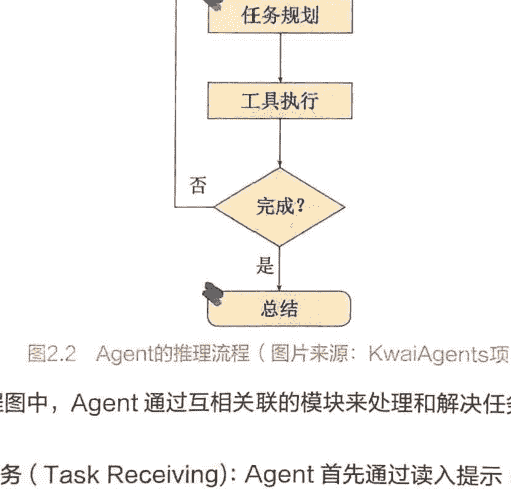 任务规划
工具执行
否
完成？
是
总结
图2.2 Agent的推理流程（图片来源：KwaiAgents项
程图中，Agent 通过互相关联的模块来处理和解决任务
务（Task Receiving）：Agent 首先通过读入提示